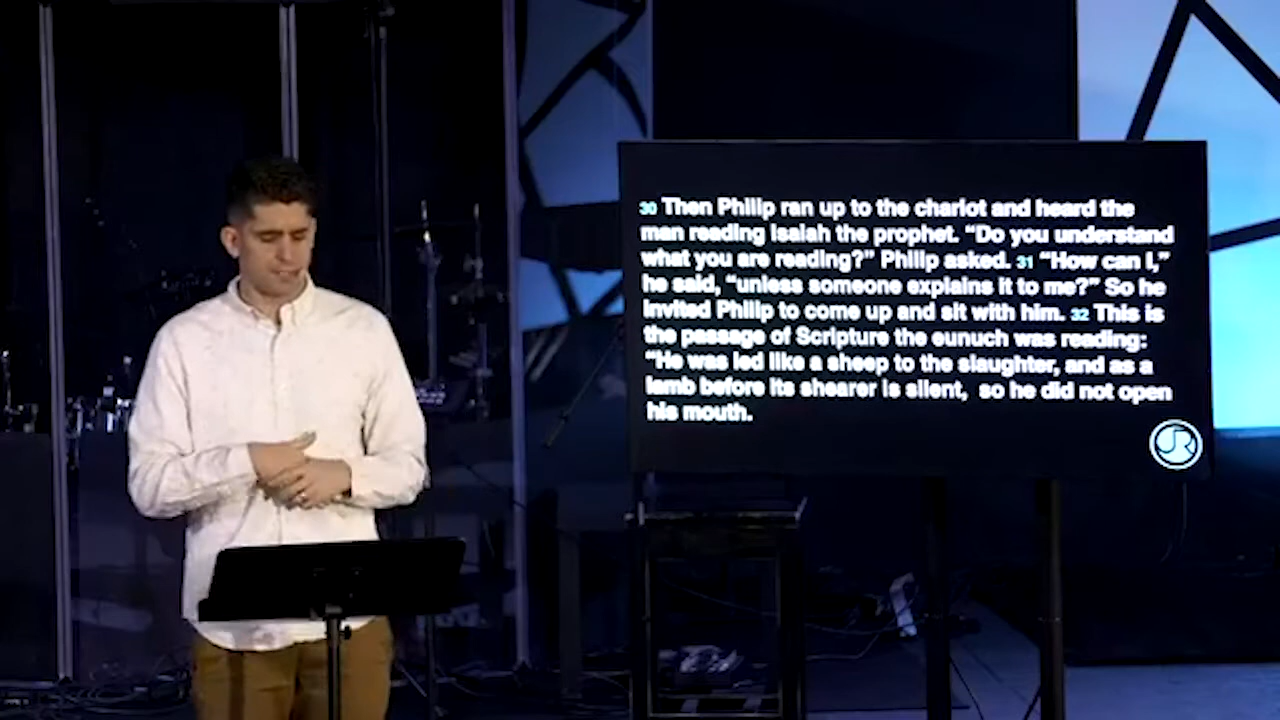 30 Then Philip ran up to the chariot and heard the
man reading Isaiah the prophet. “Do you understand
what you are reading?” Philip asked. 31 “How can I,”
he said, “unless someone explains it to me?” So he
invited Philip to come up and sit with him. 32 This is
the passage of Scripture the eunuch was reading:
“He was led like a sheep to the slaughter, and as a
lamb before its shearer is silent, so he did not open
his mouth.
JR